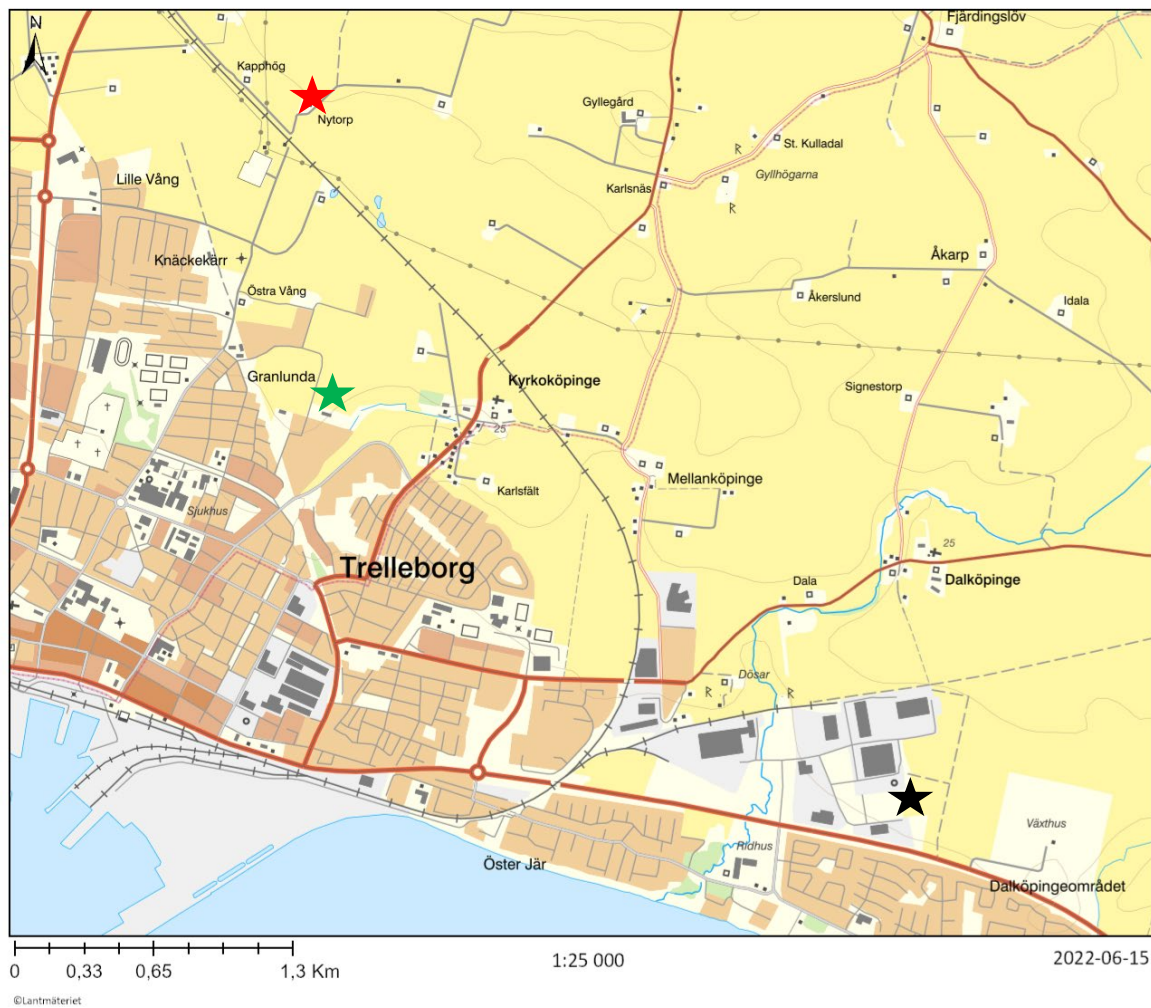 N
Fjärdingslöv
Kapphög
Nytorp
Gyllegård
St. Kulladal
Gyllhögarna
Lille Vång
Karlsnäs
Knäckekärr
Åkarp
Östra Vång
Åkerslund
Idala
Granlunda
Kyrkoköpinge
Signestorp
25
Mellanköpinge
Karlsfält
Sjukhus
25
Trelleborg
Dala
Dalköpinge
Dösar
R
R
R
R
Växthus
Ridhus
Öster Jär
Dalköpingeområdet
0 0,33 0,65 1,3 Km
1:25 000
2022-06-15
©Lantmäteriet